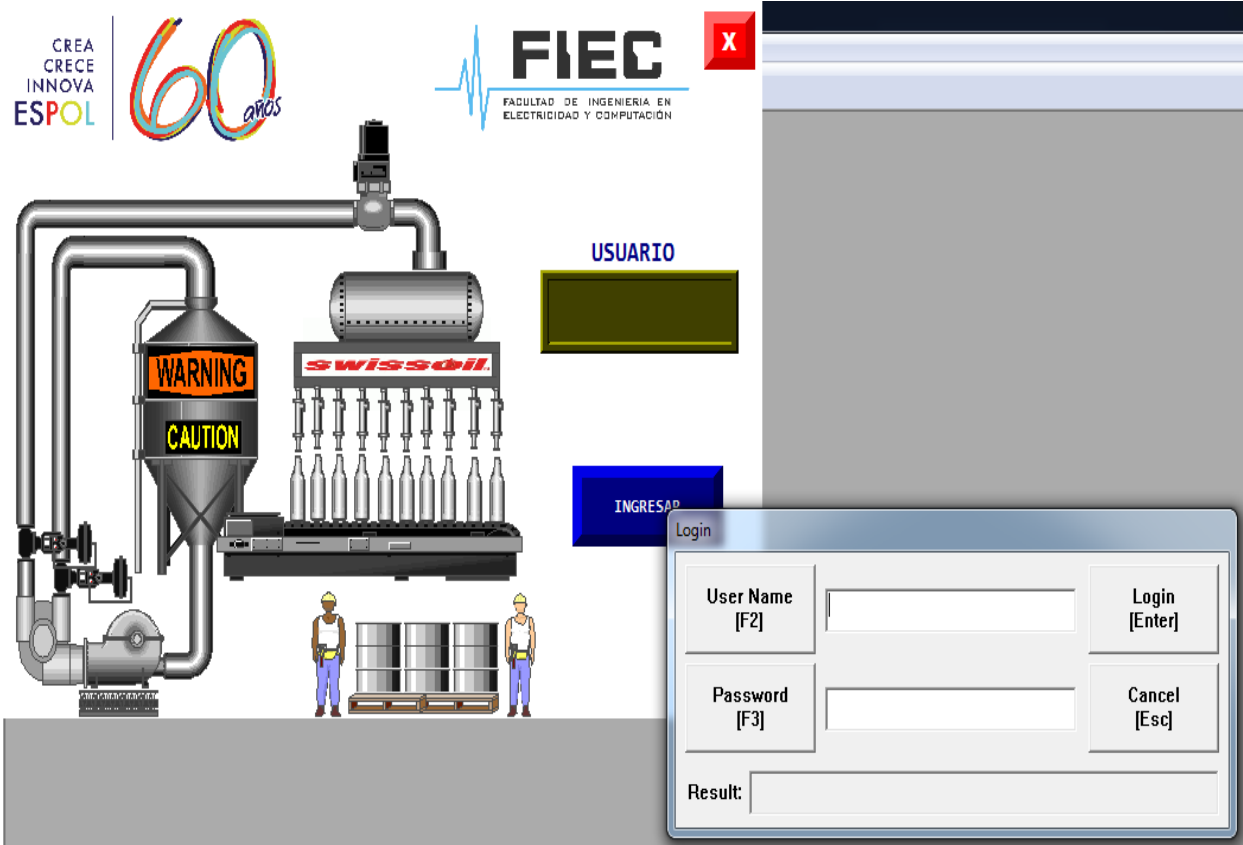 CREA
CRECE
INNOVA
ESPOL
60
años
FIEC
FACULTAD DE INGENIERIA EN
ELECTRICIDAD Y COMPUTACIÓN
X
USUARIO
WARNING
CAUTION
swissoil
INGRESAR
Login
User Name
[F2]
Login
[Enter]
Password
[F3]
Cancel
[Esc]
Result: